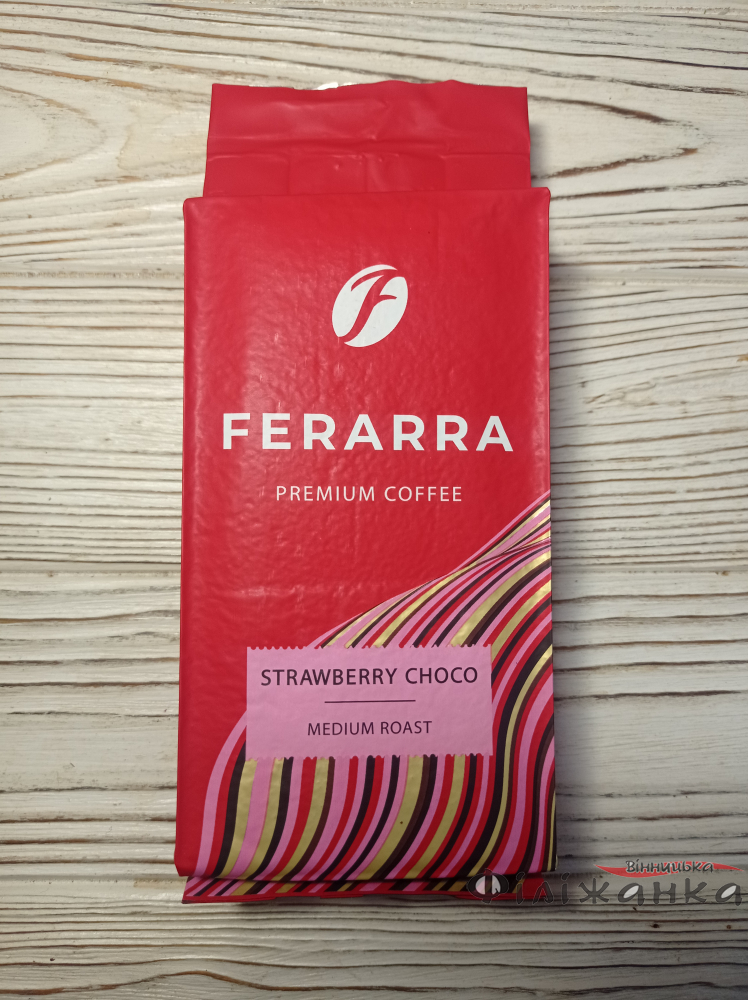 FERARRA
PREMIUM COFFEE
STRAWBERRY CHOCO
MEDIUM ROAST
Вінницька
Філіжанка